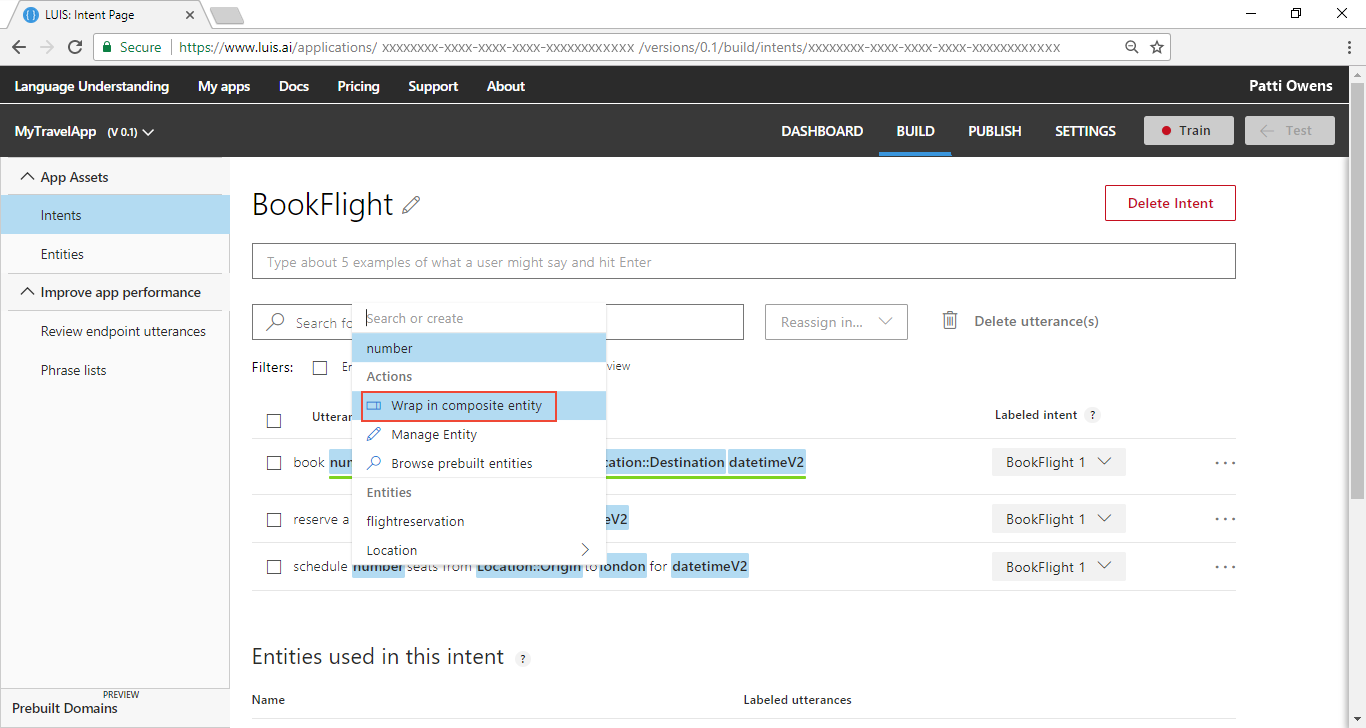 LUIS: Intent Page
Secure https://www.luis.ai/applications/ xxxxxxxx-xxxx-xxxx-xxxx-xxxxxxxxxxxx /versions/0.1/build/intents/xxxxxxxx-xxxx-xxxx-xxxx-xxxxxxxxxxxx
Language Understanding My apps Docs Pricing Support About Patti Owens
MyTravelApp (V 0.1) DASHBOARD BUILD PUBLISH SETTINGS Train Test
App Assets
Intents
Entities
Improve app performance
Review endpoint utterances
Phrase lists
PREVIEW
Prebuilt Domains
BookFlight Delete Intent
Type about 5 examples of what a user might say and hit Enter
Search fo Reassign in... Delete utterance(s)
Search or create
number
Actions
Wrap in composite entity
Manage Entity
Browse prebuilt entities
Entities
flightreservation
Location
Filters: Er view
Utteran Labeled intent ?
book num cation::Destination datetimeV2 BookFlight 1 ...
reserve a eV2 BookFlight 1 ...
schedule number seats from Location::Origin to london for datetimeV2 BookFlight 1 ...
Entities used in this intent ?
Name Labeled utterances